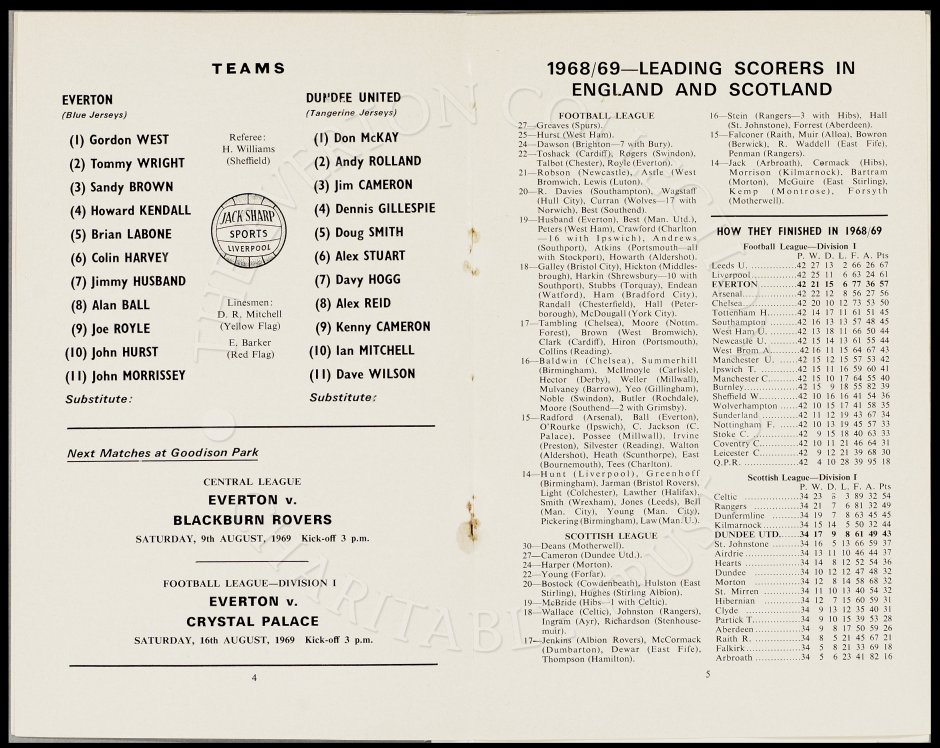 TEAMS
EVERTON
(Blue Jerseys)
(1) Gordon WEST
(2) Tommy WRIGHT
(3) Sandy BROWN
(4) Howard KENDALL
(5) Brian LABONE
(6) Colin HARVEY
(7) Jimmy HUSBAND
(8) Alan BALL
(9) Joe ROYLE
(10) John HURST
(11) John MORRISSEY
Substitute:
Referee:
H. Williams
(Sheffield)
JACK SHARP
SPORTS
LIVERPOOL
Linesmen:
D. R. Mitchell
(Yellow Flag)
E. Barker
(Red Flag)
DUNDEE UNITED
(Tangerine Jerseys)
(1) Don McKAY
(2) Andy ROLLAND
(3) Jim CAMERON
(4) Dennis GILLESPIE
(5) Doug SMITH
(6) Alex STUART
(7) Davy HOGG
(8) Alex REID
(9) Kenny CAMERON
(10) Ian MITCHELL
(11) Dave WILSON
Substitute:
Next Matches at Goodison Park
CENTRAL LEAGUE
EVERTON v.
BLACKBURN ROVERS
SATURDAY, 9th AUGUST, 1969 Kick-off 3 p.m.
FOOTBALL LEAGUE—DIVISION I
EVERTON v.
CRYSTAL PALACE
SATURDAY, 16th AUGUST, 1969 Kick-off 3 p.m.
4
1968/69—LEADING SCORERS IN
ENGLAND AND SCOTLAND
FOOTBALL LEAGUE
27—Greaves (Spurs).
25—Hurst (West Ham).
24—Dawson (Brighton—7 with Bury).
22—Toshack (Cardiff), Rogers (Swindon),
Talbot (Chester), Royle (Everton).
21—Robson (Newcastle), Astle (West
Bromwich, Lewis (Luton).
20—R. Davies (Southampton), Wagstaff
(Hull City), Curran (Wolves—17 with
Norwich), Best (Southend).
19—Husband (Everton), Best (Man. Utd.),
Peters (West Ham), Crawford (Charlton
—16 with Ipswich), Andrews
(Southport), Atkins (Portsmouth—all
with Stockport), Howarth (Aldershot).
18—Galley (Bristol City), Hickton (Middles-
brough), Harkin (Shrewsbury—10 with
Southport), Stubbs (Torquay), Endean
(Watford), Ham (Bradford City),
Randall (Chesterfield), Hall (Peter-
borough), McDougall (York City).
17—Tambling (Chelsea), Moore (Nottm.
Forest), Brown (West Bromwich),
Clark (Cardiff), Hiron (Portsmouth),
Collins (Reading).
16—Baldwin (Chelsea), Summerhill
(Birmingham), McIlmoyle (Carlisle),
Hector (Derby), Weller (Millwall),
Mulvaney (Barrow), Yeo (Gillingham),
Noble (Swindon), Butler (Rochdale),
Moore (Southend—2 with Grimsby).
15—Radford (Arsenal), Ball (Everton),
O'Rourke (Ipswich), C. Jackson (C.
Palace), Possee (Millwall), Irvine
(Preston), Silvester (Reading), Walton
(Aldershot), Heath (Scunthorpe), East
(Bournemouth), Tees (Charlton).
14—Hunt (Liverpool), Greenhoff
(Birmingham), Jarman (Bristol Rovers),
Light (Colchester), Lawther (Halifax),
Smith (Wrexham), Jones (Leeds), Bell
(Man. City), Young (Man. City),
Pickering (Birmingham), Law (Man. U.).
SCOTTISH LEAGUE
30—Deans (Motherwell).
27—Cameron (Dundee Utd.).
24—Harper (Morton).
22—Young (Forfar).
20—Bostock (Cowdenbeath), Hulston (East
Stirling), Hughes (Stirling Albion).
19—McBride (Hibs—1 with Celtic).
18—Wallace (Celtic), Johnston (Rangers),
Ingram (Ayr), Richardson (Stenhouse-
muir).
17—Jenkins (Albion Rovers), McCormack
(Dumbarton), Dewar (East Fife),
Thompson (Hamilton).
16—Stein (Rangers—3 with Hibs), Hall
(St. Johnstone), Forrest (Aberdeen).
15—Falconer (Raith, Muir (Alloa), Bowron
(Berwick), R. Waddell (East Fife),
Penman (Rangers).
14—Jack (Arbroath), Cormack (Hibs),
Morrison (Kilmarnock), Bartram
(Morton), McGuire (East Stirling),
Kemp (Montrose), Forsyth
(Motherwell).
HOW THEY FINISHED IN 1968/69
Football League—Division I
P. W. D. L. F. A. Pts
Leeds U. 42 27 13 2 66 26 67
Liverpool 42 25 11 6 63 24 61
EVERTON 42 21 15 6 77 36 57
Arsenal 42 22 12 8 56 27 56
Chelsea 42 20 10 12 73 53 50
Tottenham H. 42 14 17 11 61 51 45
Southampton 42 16 13 13 57 48 45
West Ham U. 42 13 18 11 66 50 44
Newcastle U. 42 15 14 13 61 55 44
West Brom A. 42 16 11 15 64 67 43
Manchester U. 42 15 12 15 57 53 42
Ipswich T. 42 15 11 16 59 60 41
Manchester C. 42 15 10 17 64 55 40
Burnley 42 15 9 18 55 82 39
Sheffield W. 42 10 16 16 41 54 36
Wolverhampton 42 10 15 17 41 58 35
Sunderland 42 11 12 19 43 67 34
Nottingham F. 42 10 13 19 45 57 33
Stoke C. 42 9 15 18 40 63 33
Coventry C. 42 10 11 21 46 64 31
Leicester C. 42 9 12 21 39 68 30
Q.P.R. 42 4 10 28 39 95 18
Scottish League—Division I
P. W. D. L. F. A. Pts
Celtic 34 23 8 3 89 32 54
Rangers 34 21 7 6 81 32 49
Dunfermline 34 19 7 8 63 45 45
Kilmarnock 34 15 14 5 50 32 44
DUNDEE UTD. 34 17 9 8 61 49 43
St. Johnstone 34 16 5 13 66 59 37
Airdrie 34 13 11 10 46 44 37
Hearts 34 14 8 12 52 54 36
Dundee 34 10 12 12 47 48 32
Morton 34 12 8 14 58 68 32
St. Mirren 34 11 10 13 40 54 32
Hibernian 34 12 7 15 60 59 31
Clyde 34 9 13 12 35 40 31
Partick T. 34 9 10 15 39 53 28
Aberdeen 34 9 8 17 50 59 26
Raith R. 34 8 5 21 45 67 21
Falkirk 34 5 8 21 33 69 18
Arbroath 34 5 6 23 41 82 16
5